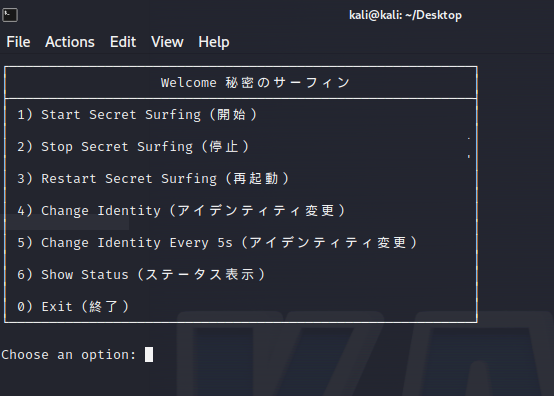 kali@kali: ~/Desktop
File Actions Edit View Help
Welcome 秘密のサーフィン
1) Start Secret Surfing (開始)
2) Stop Secret Surfing (停止)
3) Restart Secret Surfing (再起動)
4) Change Identity (アイデンティティ変更)
5) Change Identity Every 5s (アイデンティティ変更)
6) Show Status (ステータス表示)
0) Exit (終了)
Choose an option: